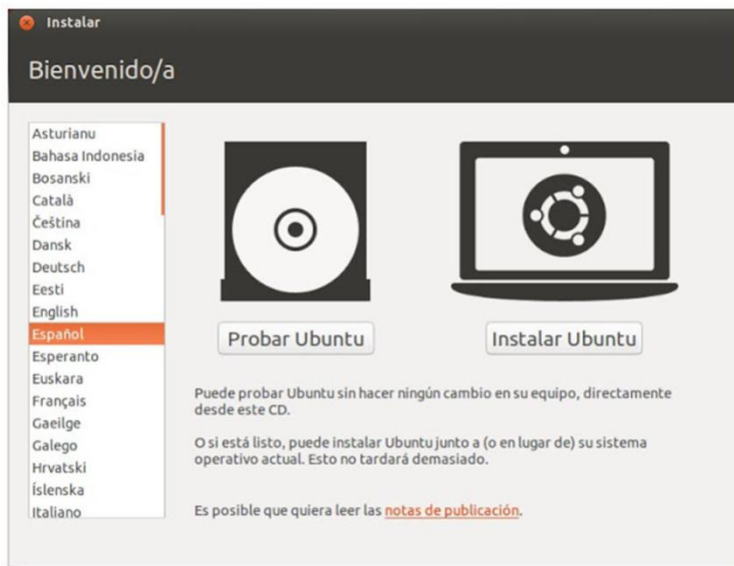 Instalar
Bienvenido/a
Asturianu
Bahasa Indonesia
Bosanski
Català
Čeština
Dansk
Deutsch
Eesti
English
Español
Esperanto
Euskara
Français
Gaeilge
Galego
Hrvatski
Íslenska
Italiano
Probar Ubuntu
Instalar Ubuntu
Puede probar Ubuntu sin hacer ningún cambio en su equipo, directamente
desde este CD.
O si está listo, puede instalar Ubuntu junto a (o en lugar de) su sistema
operativo actual. Esto no tardará demasiado.
Es posible que quiera leer las notas de publicación.